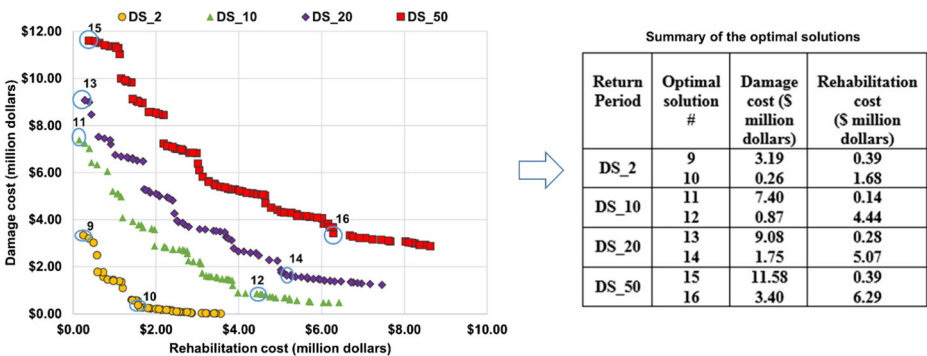 DS_2 DS_10 DS_20 DS_50
$12.00
$10.00
$8.00
$6.00
$4.00
$2.00
$0.00
Damage cost (million dollars)
15
13
11
9
16
14
12
10
$0.00 $2.00 $4.00 $6.00 $8.00 $10.00
Rehabilitation cost (million dollars)
Summary of the optimal solutions
Return Period Optimal solution # Damage cost ($ million dollars) Rehabilitation cost ($ million dollars)
DS_2 9 3.19 0.39
10 0.26 1.68
DS_10 11 7.40 0.14
12 0.87 4.44
DS_20 13 9.08 0.28
14 1.75 5.07
DS_50 15 11.58 0.39
16 3.40 6.29